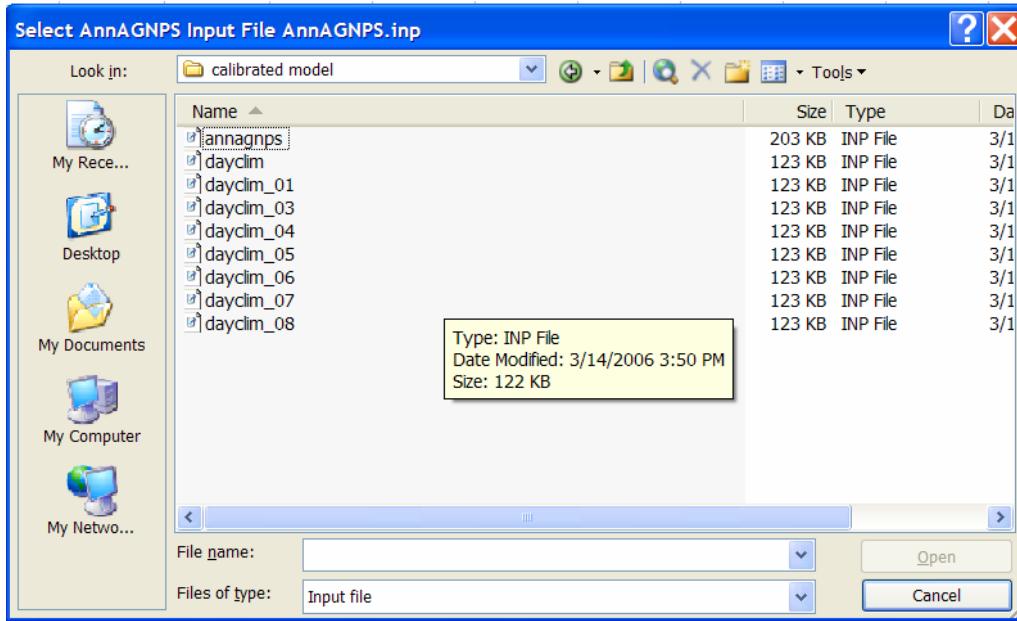 Select AnnAGNPS Input File AnnAGNPS.inp
Look in: calibrated model Tools
Name Size Type Da
annagnps 203 KB INP File 3/1
dayclim 123 KB INP File 3/1
dayclim_01 123 KB INP File 3/1
dayclim_03 123 KB INP File 3/1
dayclim_04 123 KB INP File 3/1
dayclim_05 123 KB INP File 3/1
dayclim_06 123 KB INP File 3/1
dayclim_07 123 KB INP File 3/1
dayclim_08 123 KB INP File 3/1
My Rece...
Desktop
My Documents
My Computer
My Netwo...
Type: INP File
Date Modified: 3/14/2006 3:50 PM
Size: 122 KB
File name: Open
Files of type: Input file Cancel